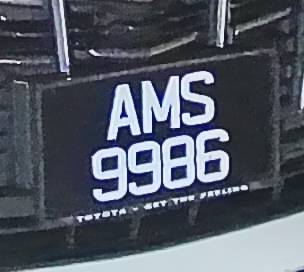 AMS
9986
TOYOTA - GET THE FEELING